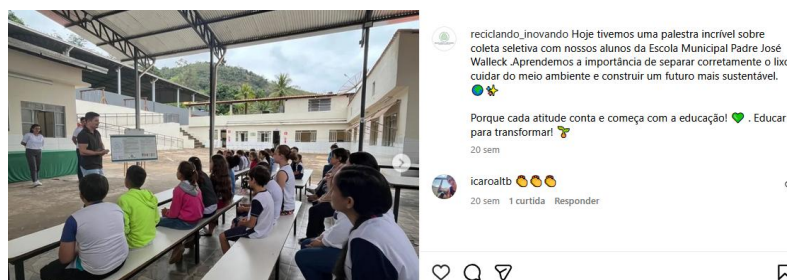 reciclando_inovando Hoje tivemos uma palestra incrível sobre
coleta seletiva com nossos alunos da Escola Municipal Padre José
Walleck .Aprendemos a importância de separar corretamente o lixo
cuidar do meio ambiente e construir um futuro mais sustentável.
🌍✨
Porque cada atitude conta e começa com a educação! 💚 . Educar
para transformar! 🌱
20 sem
icaroaltb 👏👏👏
20 sem 1 curtida Responder